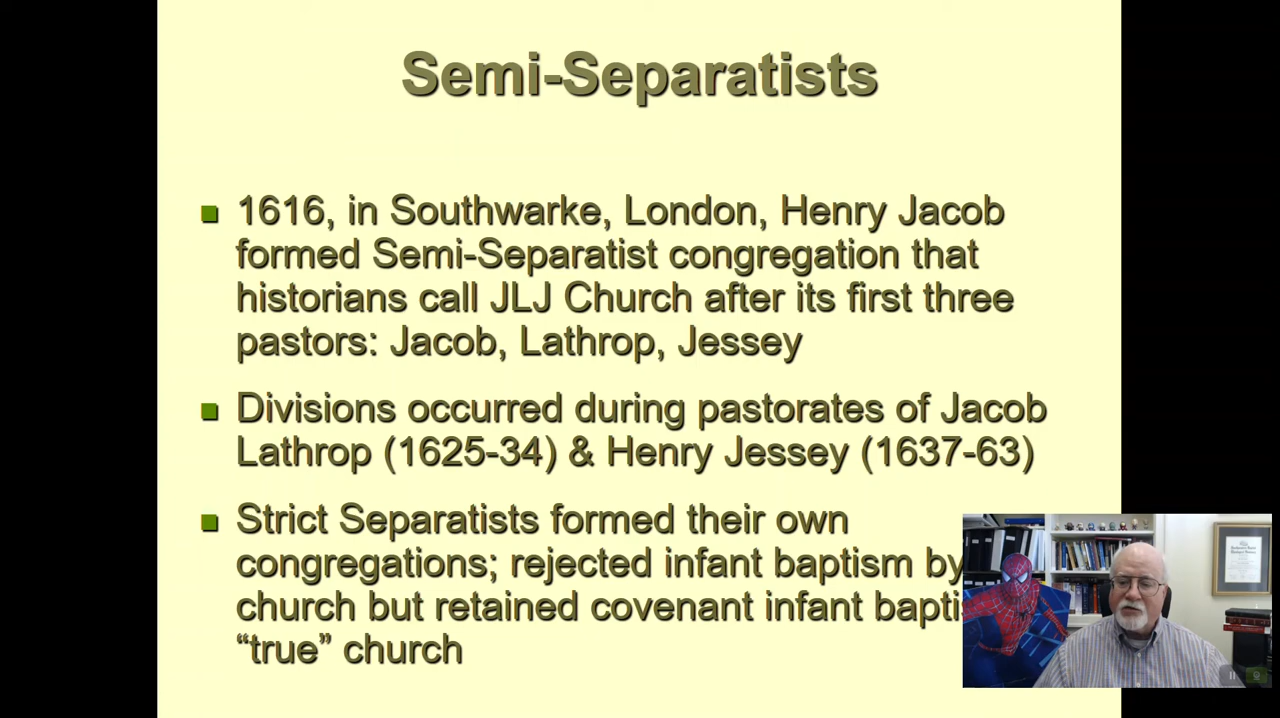 Semi-Separatists
1616, in Southwarke, London, Henry Jacob
formed Semi-Separatist congregation that
historians call JLJ Church after its first three
pastors: Jacob, Lathrop, Jessey
Divisions occurred during pastorates of Jacob
Lathrop (1625-34) & Henry Jessey (1637-63)
Strict Separatists formed their own
congregations; rejected infant baptism by
church but retained covenant infant
“true” church